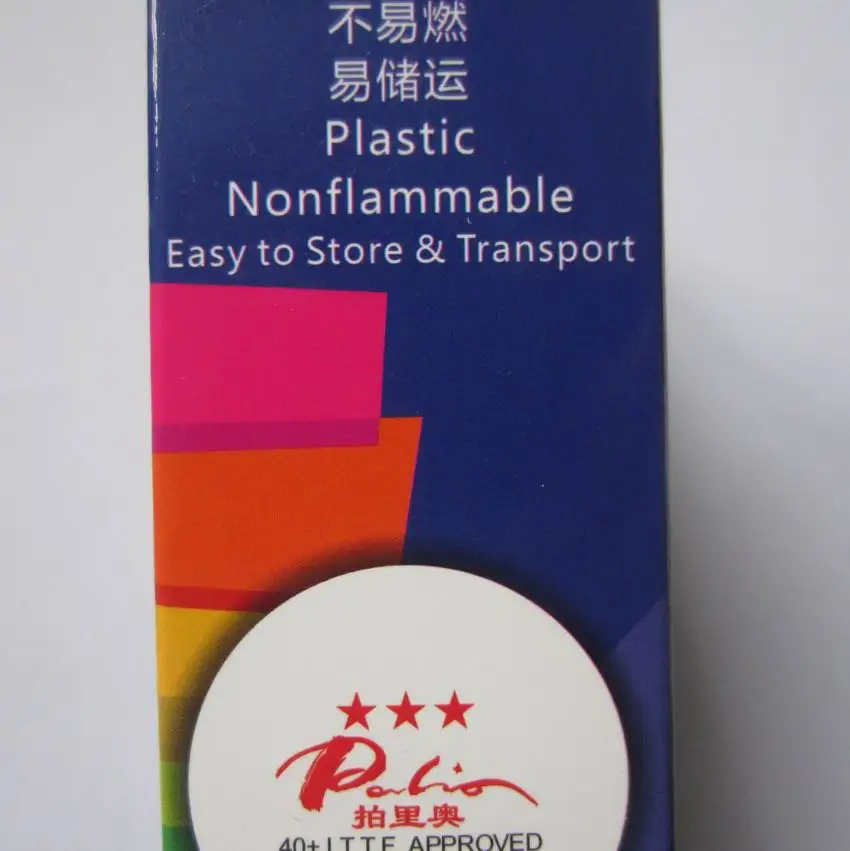 不易燃
易储运
Plastic
Nonflammable
Easy to Store & Transport
Palio
拍里奥
40+ I.T.T.F. APPROVED